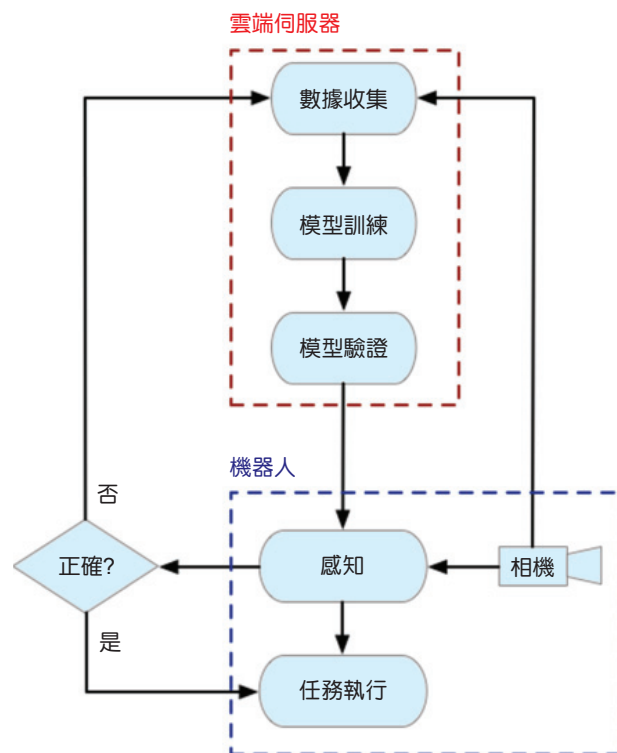 雲端伺服器
數據收集
模型訓練
模型驗證
機器人
否
正確?
感知
相機
是
任務執行